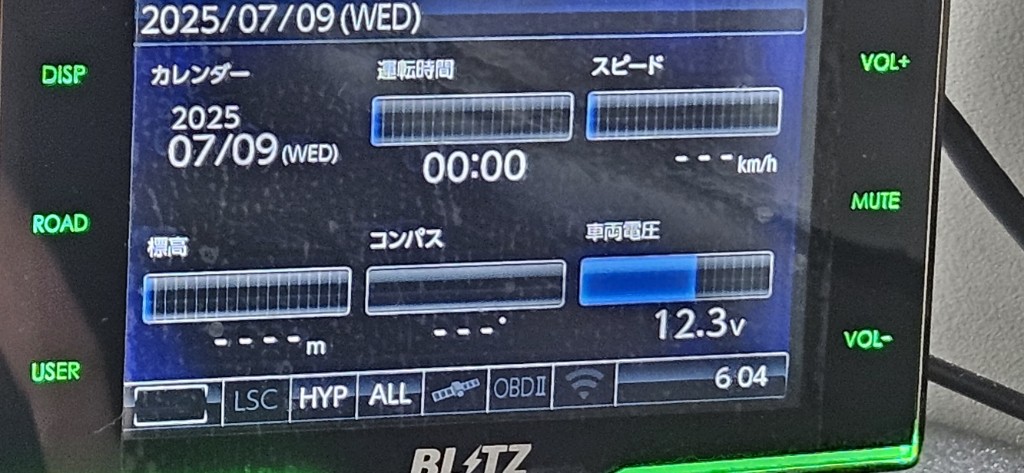 2025/07/09(WED)
DISP
カレンダー
運転時間
スピード
VOL+
2025
07/09(WED)
00:00
---km/h
ROAD
MUTE
標高
コンパス
車両電圧
----m
---°
12.3v
USER
VOL-
LSC
HYP
ALL
OBDⅡ
6 04
BLITZ